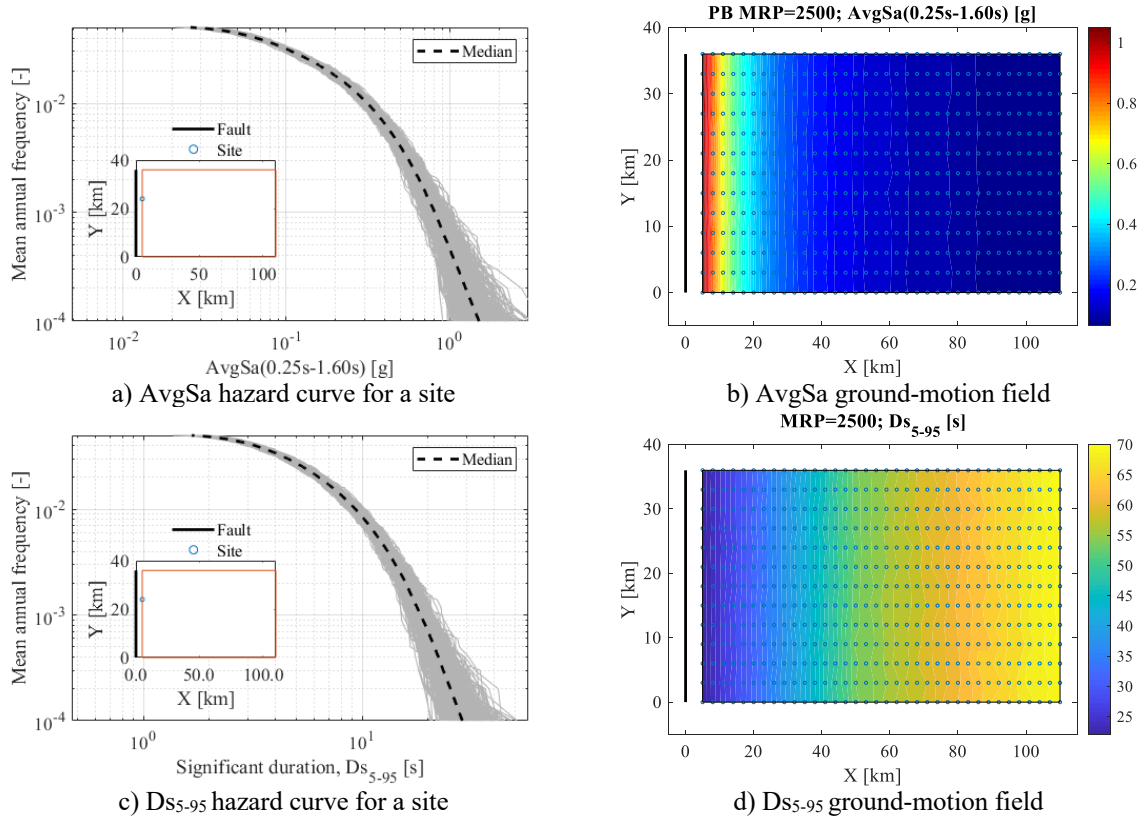 10^-2
10^-3
10^-4
Mean annual frequency [-]
Median
Fault
Site
40
20
0
Y [km]
0
50
100
X [km]
10^-2
10^-1
10^0
AvgSa(0.25s-1.60s) [g]
a) AvgSa hazard curve for a site
PB MRP=2500; AvgSa(0.25s-1.60s) [g]
40
30
20
10
0
Y [km]
0
20
40
60
80
100
X [km]
1
0.8
0.6
0.4
0.2
b) AvgSa ground-motion field
10^-2
10^-3
10^-4
Mean annual frequency [-]
Median
Fault
Site
40
20
0
Y [km]
0.0
50.0
100.0
X [km]
10^0
10^1
Significant duration, Ds5-95 [s]
c) Ds5-95 hazard curve for a site
MRP=2500; Ds5-95 [s]
40
30
20
10
0
Y [km]
0
20
40
60
80
100
X [km]
70
65
60
55
50
45
40
35
30
25
d) Ds5-95 ground-motion field